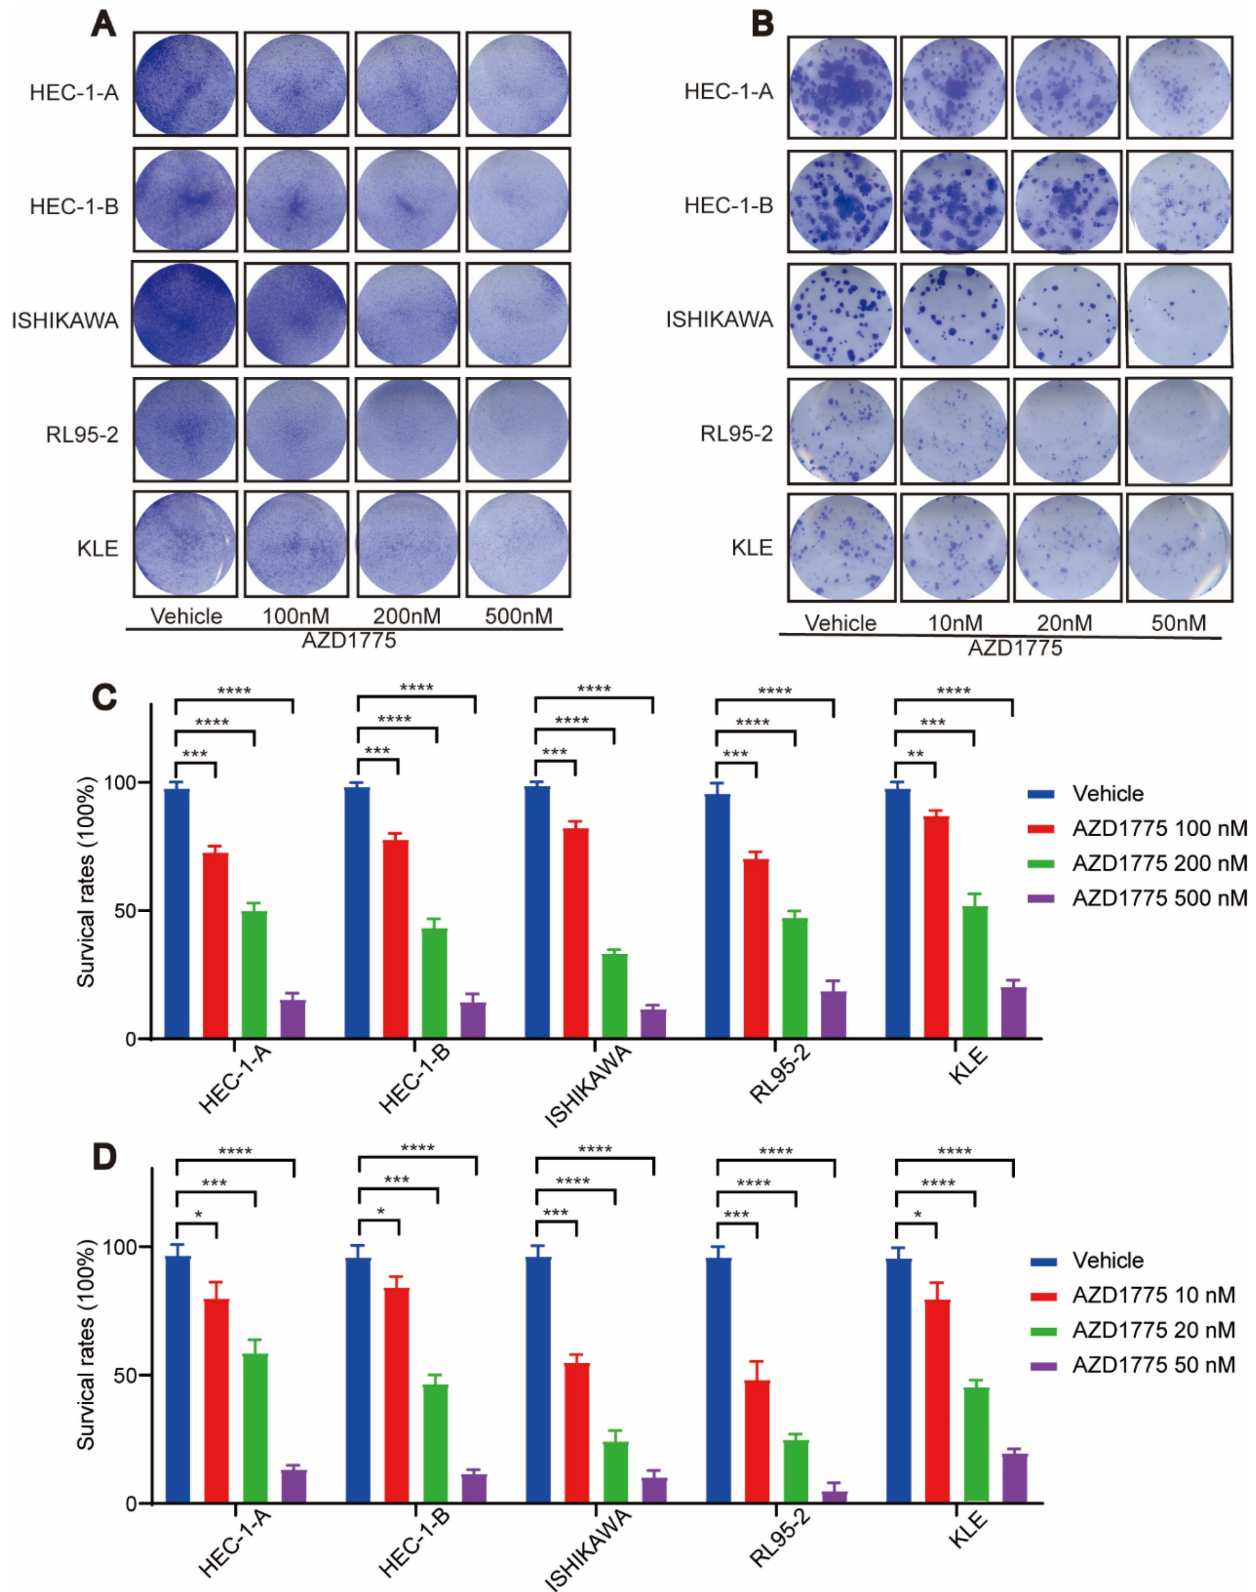 A
HEC-1-A
HEC-1-B
ISHIKAWA
RL95-2
KLE
Vehicle 100nM 200nM 500nM
AZD1775
B
HEC-1-A
HEC-1-B
ISHIKAWA
RL95-2
KLE
Vehicle 10nM 20nM 50nM
AZD1775
C
**** **** **** **** ****
**** **** **** **** ***
*** *** *** *** **
Survical rates (100%)
100
50
0
HEC-1-A HEC-1-B ISHIKAWA RL95-2 KLE
Vehicle
AZD1775 100 nM
AZD1775 200 nM
AZD1775 500 nM
D
**** **** **** **** ****
*** *** **** **** ****
* * *** *** *
Survical rates (100%)
100
50
0
HEC-1-A HEC-1-B ISHIKAWA RL95-2 KLE
Vehicle
AZD1775 10 nM
AZD1775 20 nM
AZD1775 50 nM